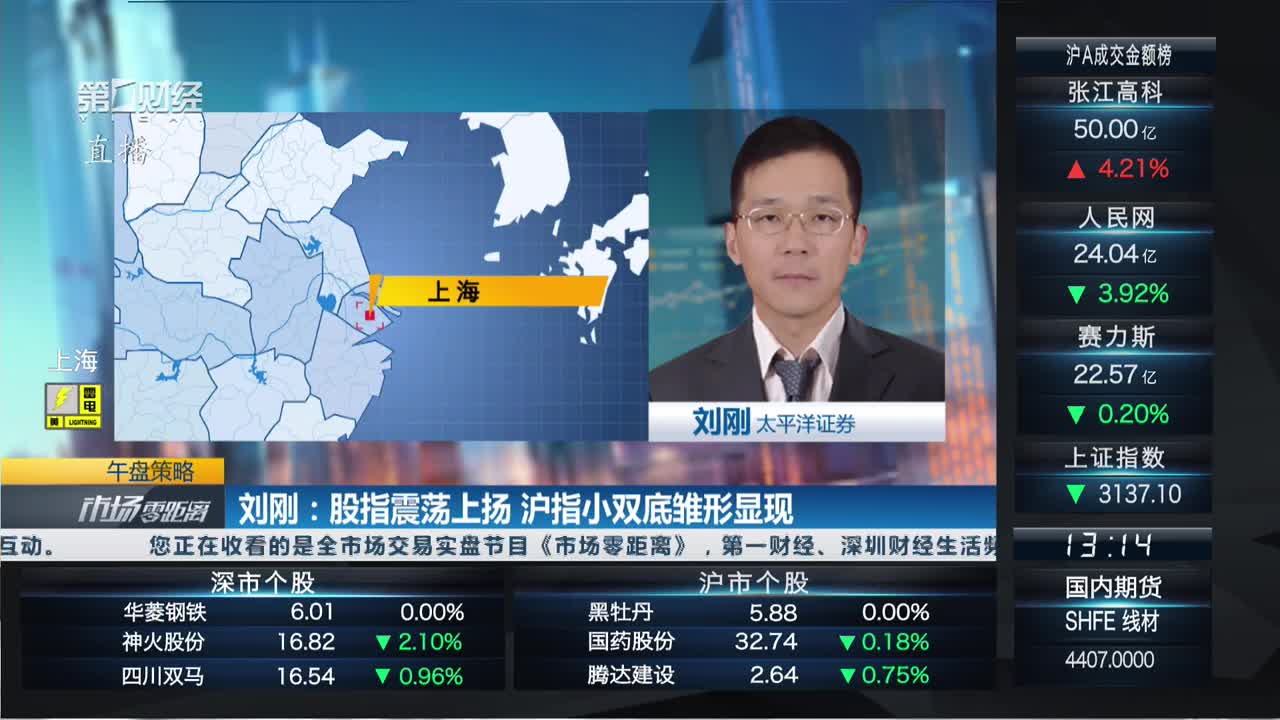 第一财经
YICAI
直播
上海
上海
雷电
黄 LIGHTNING
刘刚 太平洋证券
午盘策略
市场零距离
刘刚：股指震荡上扬 沪指小双底雏形显现
互动。 您正在收看的是全市场交易实盘节目《市场零距离》，第一财经、深圳财经生活频
深市个股
华菱钢铁 6.01 0.00%
神火股份 16.82 ▼2.10%
四川双马 16.54 ▼0.96%
沪市个股
黑牡丹 5.88 0.00%
国药股份 32.74 ▼0.18%
腾达建设 2.64 ▼0.75%
沪A成交金额榜
张江高科
50.00亿
▲ 4.21%
人民网
24.04亿
▼ 3.92%
赛力斯
22.57亿
▼ 0.20%
上证指数
▼ 3137.10
13:14
国内期货
SHFE 线材
4407.0000